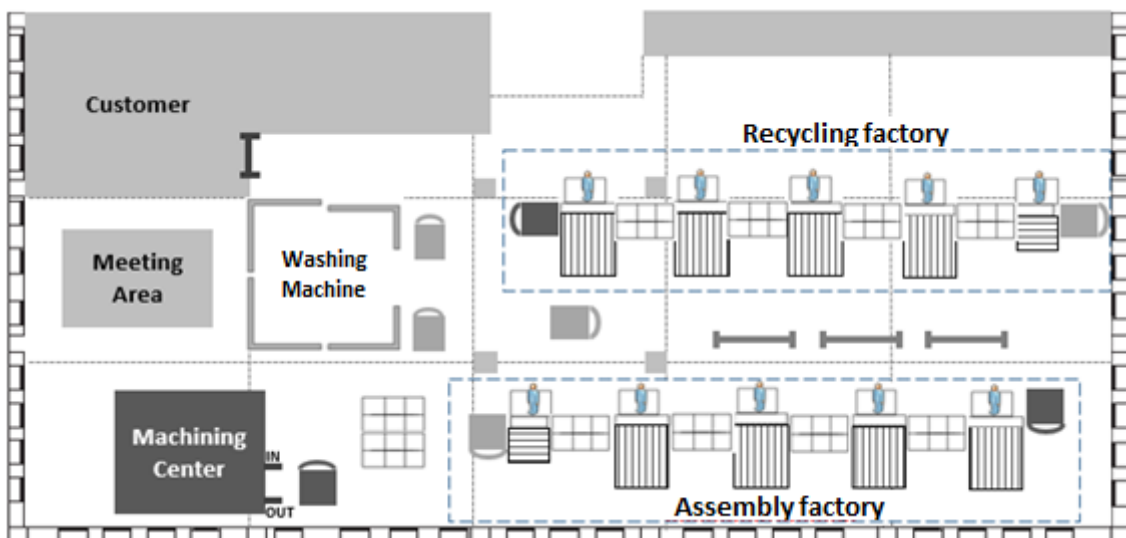 Customer
Recycling factory
Washing
Machine
Meeting
Area
Machining
Center
IN
OUT
Assembly factory